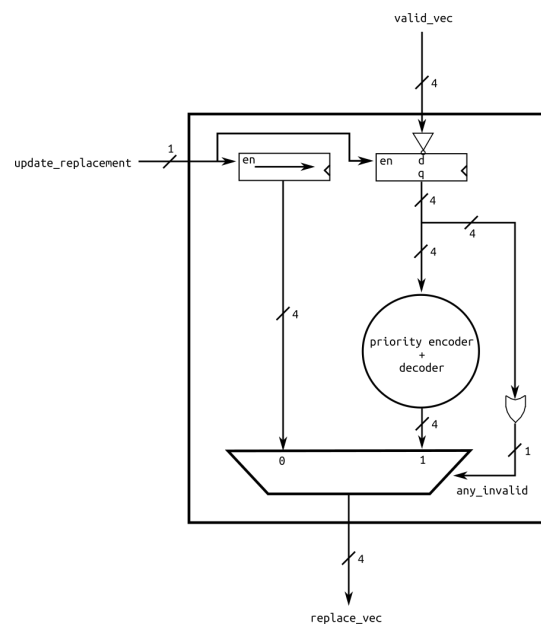 valid_vec
4
1
update_replacement
en
en d
q
4
4
4
4
priority encoder
+
decoder
4
1
0 1
any_invalid
4
replace_vec